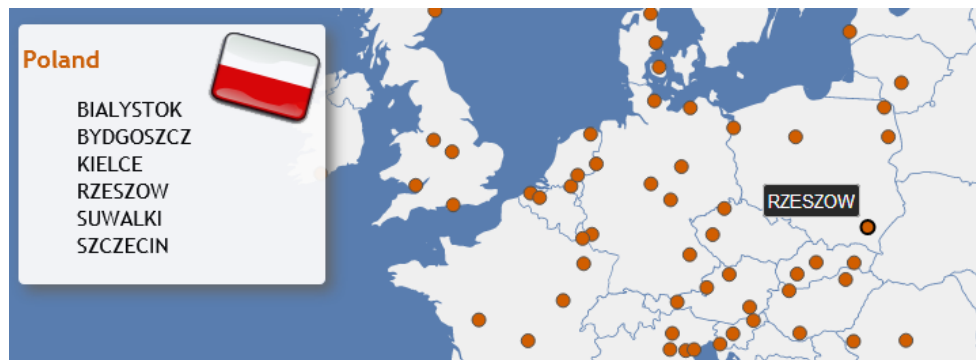 Poland
BIALYSTOK
BYDGOSZCZ
KIELCE
RZESZOW
SUWALKI
SZCZECIN
RZESZOW